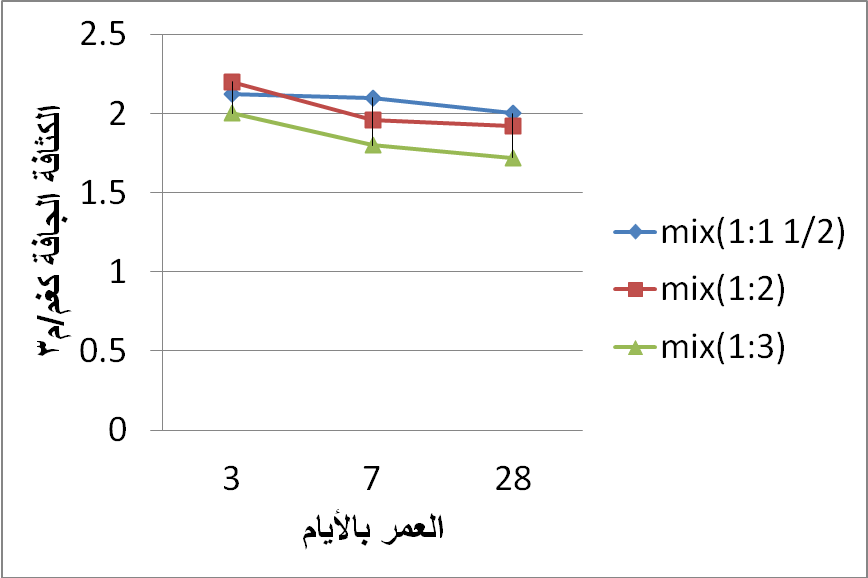 الكثافة الجافة كغم/م٣
2.5
2
1.5
1
0.5
0
3 7 28
العمر بالأيام
mix(1:1 1/2)
mix(1:2)
mix(1:3)